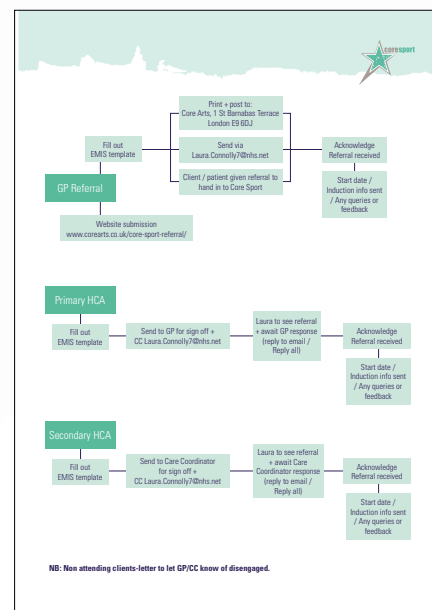 coresport
Print + post to:
Core Arts, 1 St Barnabas Terrace
London E9 6DJ
Fill out
EMIS template
Send via
Laura.Connolly7@nhs.net
Acknowledge
Referral received
GP Referral
Client / patient given referral to
hand in to Core Sport
Start date /
Induction info sent
/ Any queries or
feedback
Website submission
www.corearts.co.uk/core-sport-referral/
Primary HCA
Fill out
EMIS template
Send to GP for sign off +
CC Laura.Connolly7@nhs.net
Laura to see referral
+ await GP response
(reply to email /
Reply all)
Acknowledge
Referral received
Start date /
Induction info sent
/ Any queries or
feedback
Secondary HCA
Fill out
EMIS template
Send to Care Coordinator
for sign off +
CC Laura.Connolly7@nhs.net
Laura to see referral
+ await Care
Coordinator response
(reply to email /
Reply all)
Acknowledge
Referral received
Start date /
Induction info sent
/ Any queries or
feedback
NB: Non attending clients-letter to let GP/CC know of disengaged.